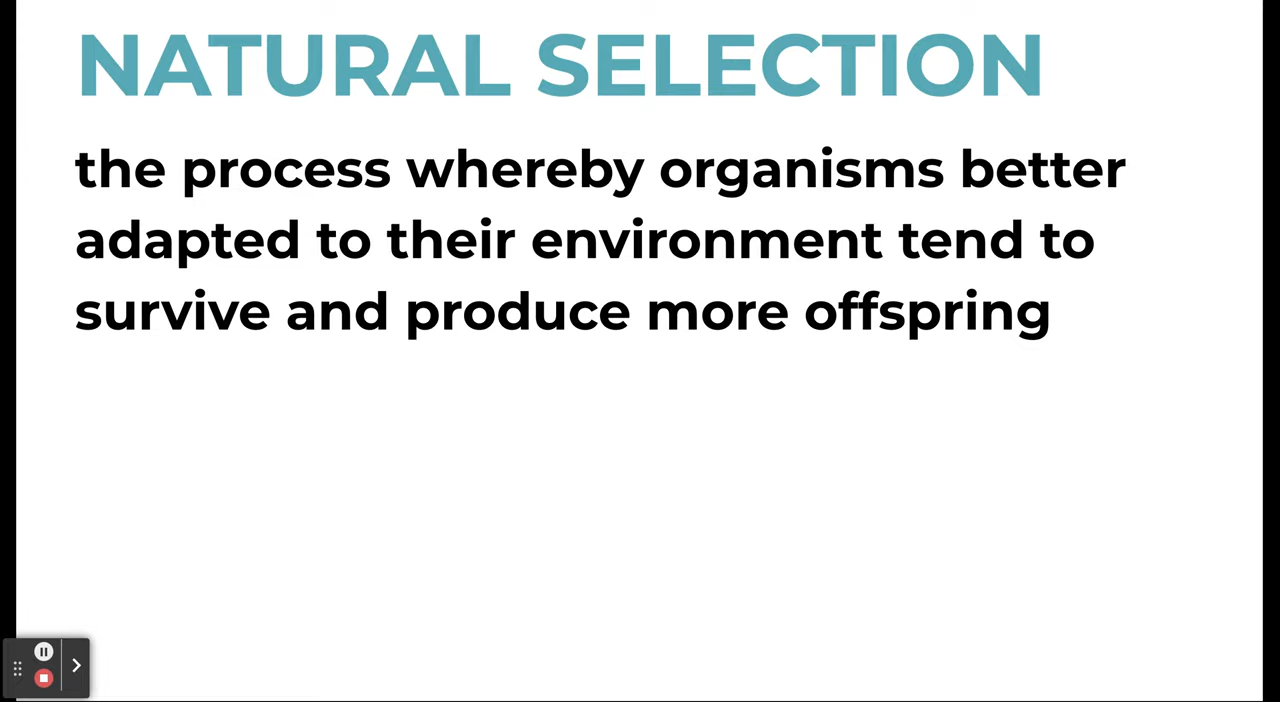 NATURAL SELECTION
the process whereby organisms better
adapted to their environment tend to
survive and produce more offspring